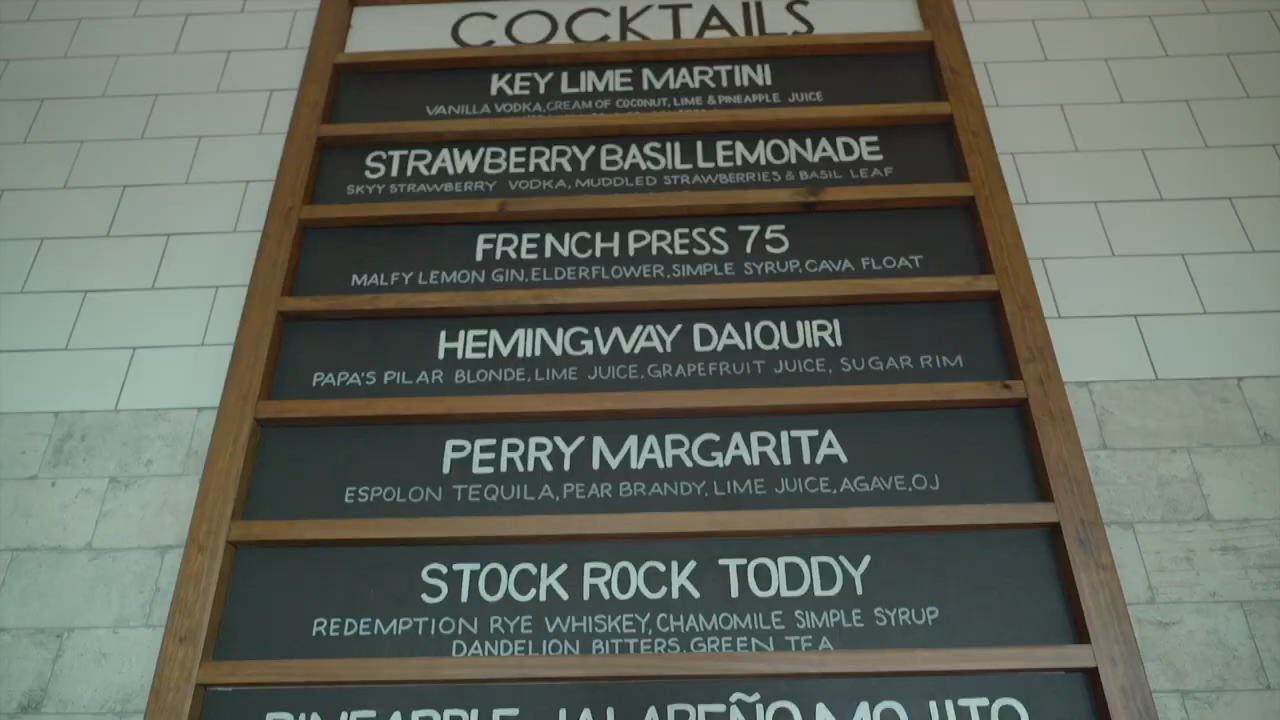 COCKTAILS
KEY LIME MARTINI
VANILLA VODKA, CREAM OF COCONUT, LIME & PINEAPPLE JUICE
STRAWBERRY BASIL LEMONADE
SKYY STRAWBERRY VODKA, MUDDLED STRAWBERRIES & BASIL LEAF
FRENCH PRESS 75
MALFY LEMON GIN, ELDERFLOWER, SIMPLE SYRUP, CAVA FLOAT
HEMINGWAY DAIQUIRI
PAPA'S PILAR BLONDE, LIME JUICE, GRAPEFRUIT JUICE, SUGAR RIM
PERRY MARGARITA
ESPOLON TEQUILA, PEAR BRANDY, LIME JUICE, AGAVE, OJ
STOCK ROCK TODDY
REDEMPTION RYE WHISKEY, CHAMOMILE SIMPLE SYRUP
DANDELION BITTERS, GREEN TEA
PINEAPPLE JALAPEÑO MOJITO